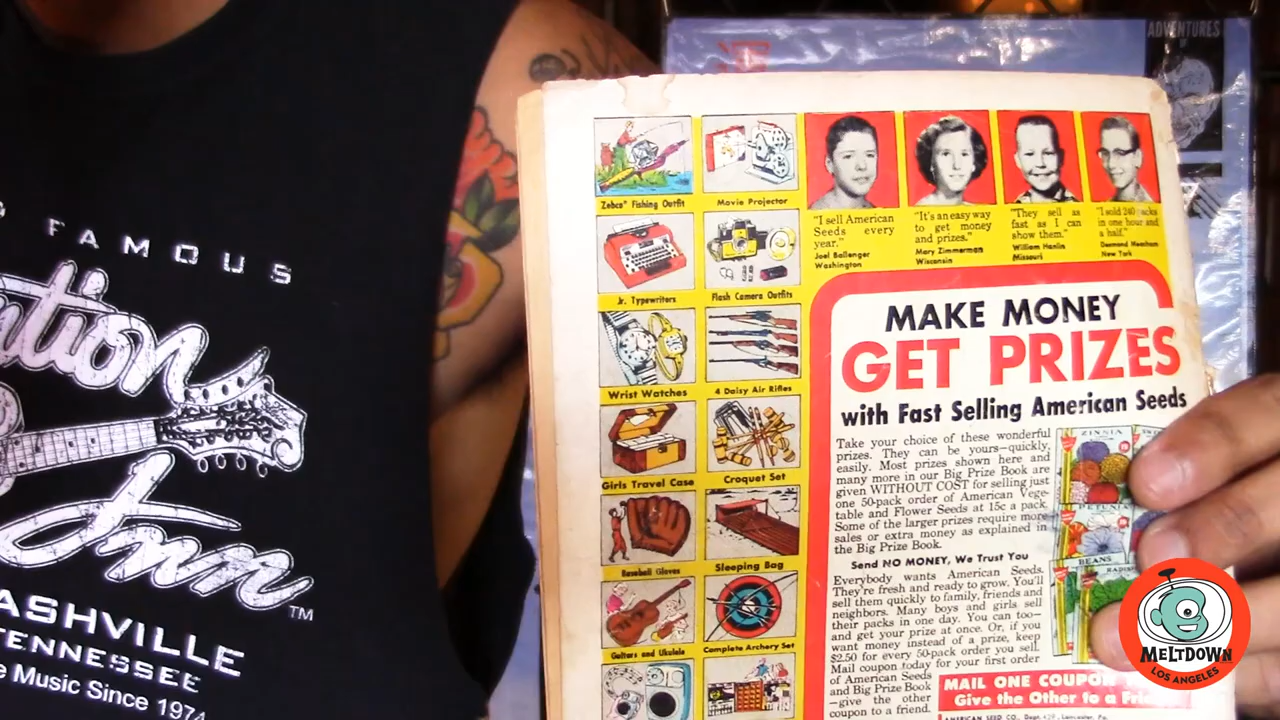 FAMOUS
Inn
TM
NASHVILLE
TENNESSEE
Music Since 1974
ADVENTURES
OF
Zebco® Fishing Outfit
Movie Projector
Jr. Typewriters
Flash Camera Outfits
Wrist Watches
4 Daisy Air Rifles
Girls Travel Case
Croquet Set
Baseball Gloves
Sleeping Bag
Guitars and Ukulele
Complete Archery Set
"I sell American
Seeds every
year."
Joel Ballenger
Washington
"It's an easy way
to get money
and prizes."
Mary Zimmerman
Wisconsin
"They sell as
fast as I can
show them."
William Hanlin
Missouri
"I sold 240 packs
in one hour and
a half."
Desmond
New York
MAKE MONEY
GET PRIZES
with Fast Selling American Seeds
Take your choice of these wonderful
prizes. They can be yours—quickly,
easily. Most prizes shown here and
many more in our Big Prize Book are
given WITHOUT COST for selling just
one 50-pack order of American Vege-
table and Flower Seeds at 15c a pack.
Some of the larger prizes require more
sales or extra money as explained in
the Big Prize Book.
Send NO MONEY, We Trust You
Everybody wants American Seeds.
They're fresh and ready to grow. You'll
sell them quickly to family, friends and
neighbors. Many boys and girls sell
their packs in one day. You can too—
and get your prize at once. Or, if you
want money instead of a prize, keep
$2.50 for every 50-pack order you sell.
Mail coupon today for your first order
of American Seeds
and Big Prize Book
—give the other
coupon to a friend.
ZINNIA
PETUNIA
BEANS
MAIL ONE COUPON
Give the Other to a
AMERICAN SEED CO., Dept. 429, Lancaster, Pa.
MELTDOWN
LOS ANGELES